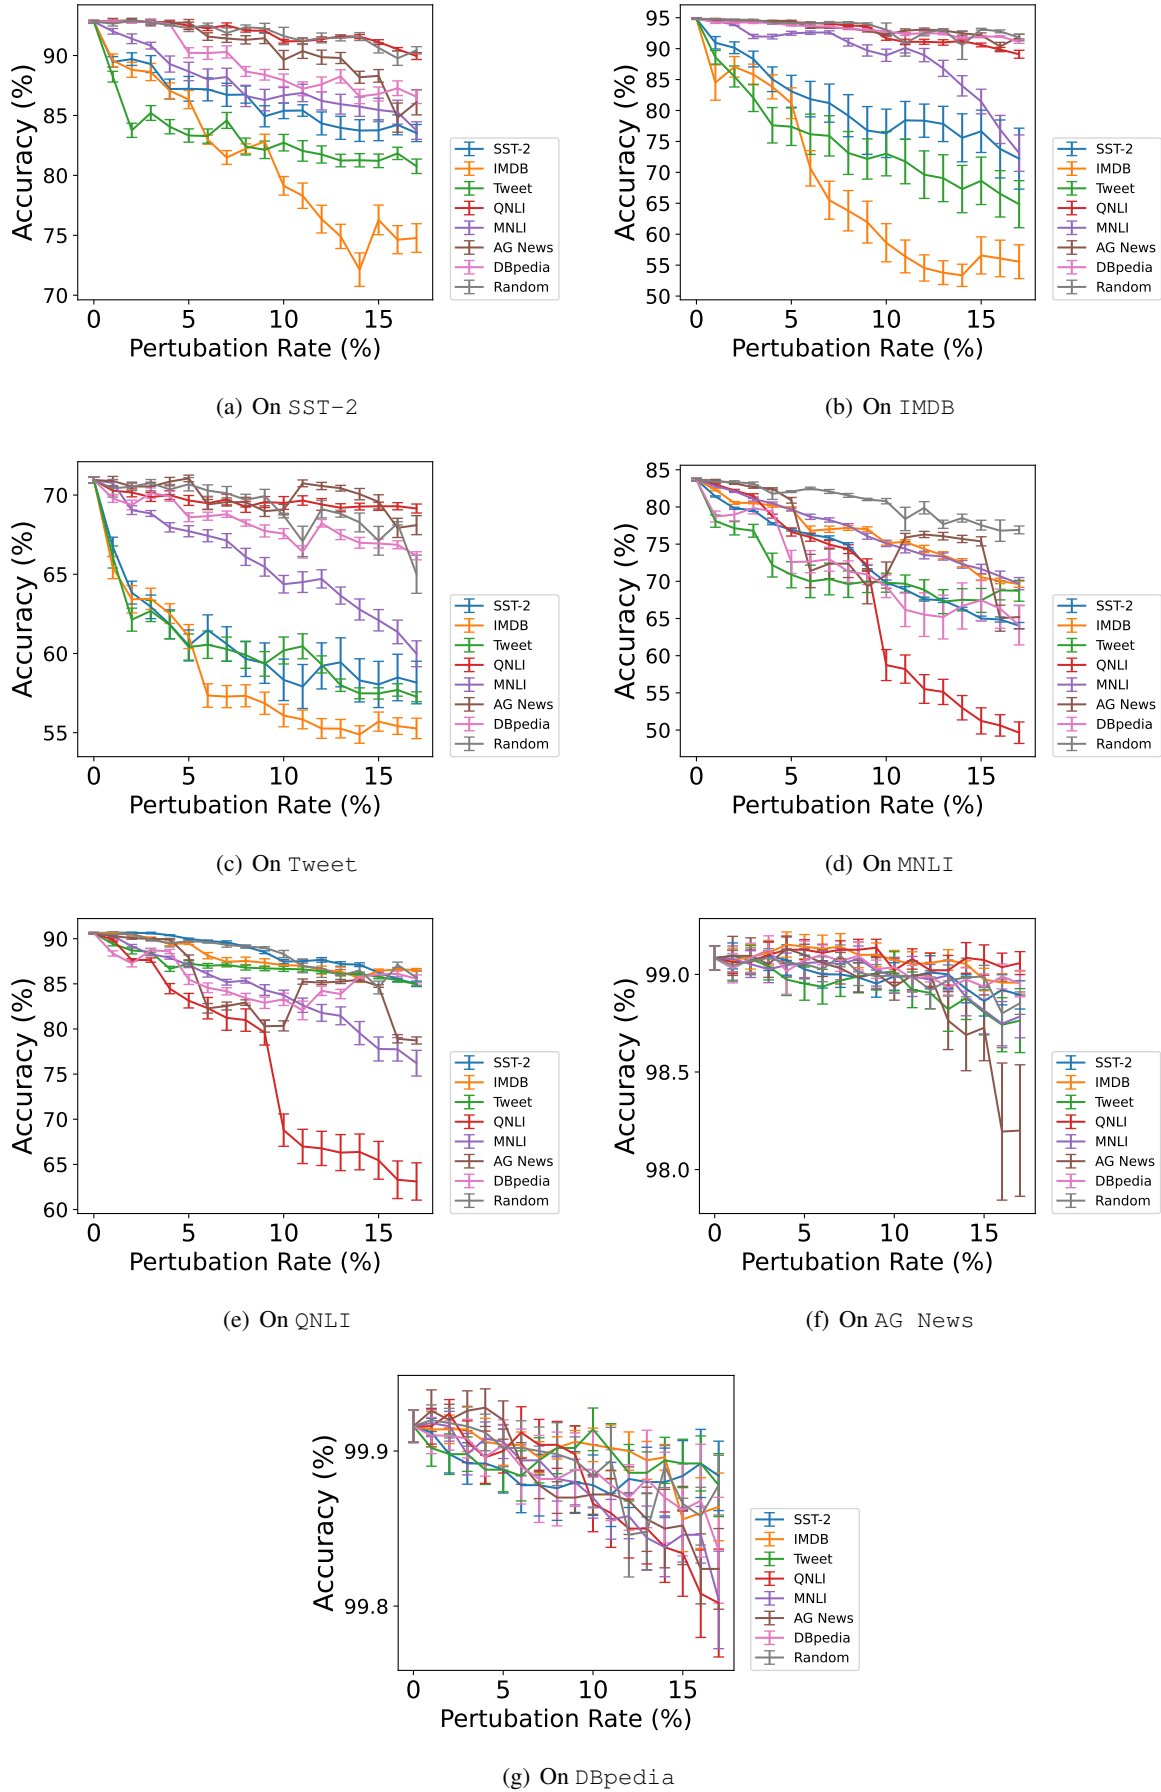 90
85
80
75
70
Accuracy (%)
0 5 10 15
Pertubation Rate (%)
SST-2
IMDB
Tweet
QNLI
MNLI
AG News
DBpedia
Random
(a) On SST-2
95
90
85
80
75
70
65
60
55
50
Accuracy (%)
0 5 10 15
Pertubation Rate (%)
SST-2
IMDB
Tweet
QNLI
MNLI
AG News
DBpedia
Random
(b) On IMDB
70
65
60
55
Accuracy (%)
0 5 10 15
Pertubation Rate (%)
SST-2
IMDB
Tweet
QNLI
MNLI
AG News
DBpedia
Random
(c) On Tweet
85
80
75
70
65
60
55
50
Accuracy (%)
0 5 10 15
Pertubation Rate (%)
SST-2
IMDB
Tweet
QNLI
MNLI
AG News
DBpedia
Random
(d) On MNLI
90
85
80
75
70
65
60
Accuracy (%)
0 5 10 15
Pertubation Rate (%)
SST-2
IMDB
Tweet
QNLI
MNLI
AG News
DBpedia
Random
(e) On QNLI
99.0
98.5
98.0
Accuracy (%)
0 5 10 15
Pertubation Rate (%)
SST-2
IMDB
Tweet
QNLI
MNLI
AG News
DBpedia
Random
(f) On AG News
99.9
99.8
Accuracy (%)
0 5 10 15
Pertubation Rate (%)
SST-2
IMDB
Tweet
QNLI
MNLI
AG News
DBpedia
Random
(g) On DBpedia